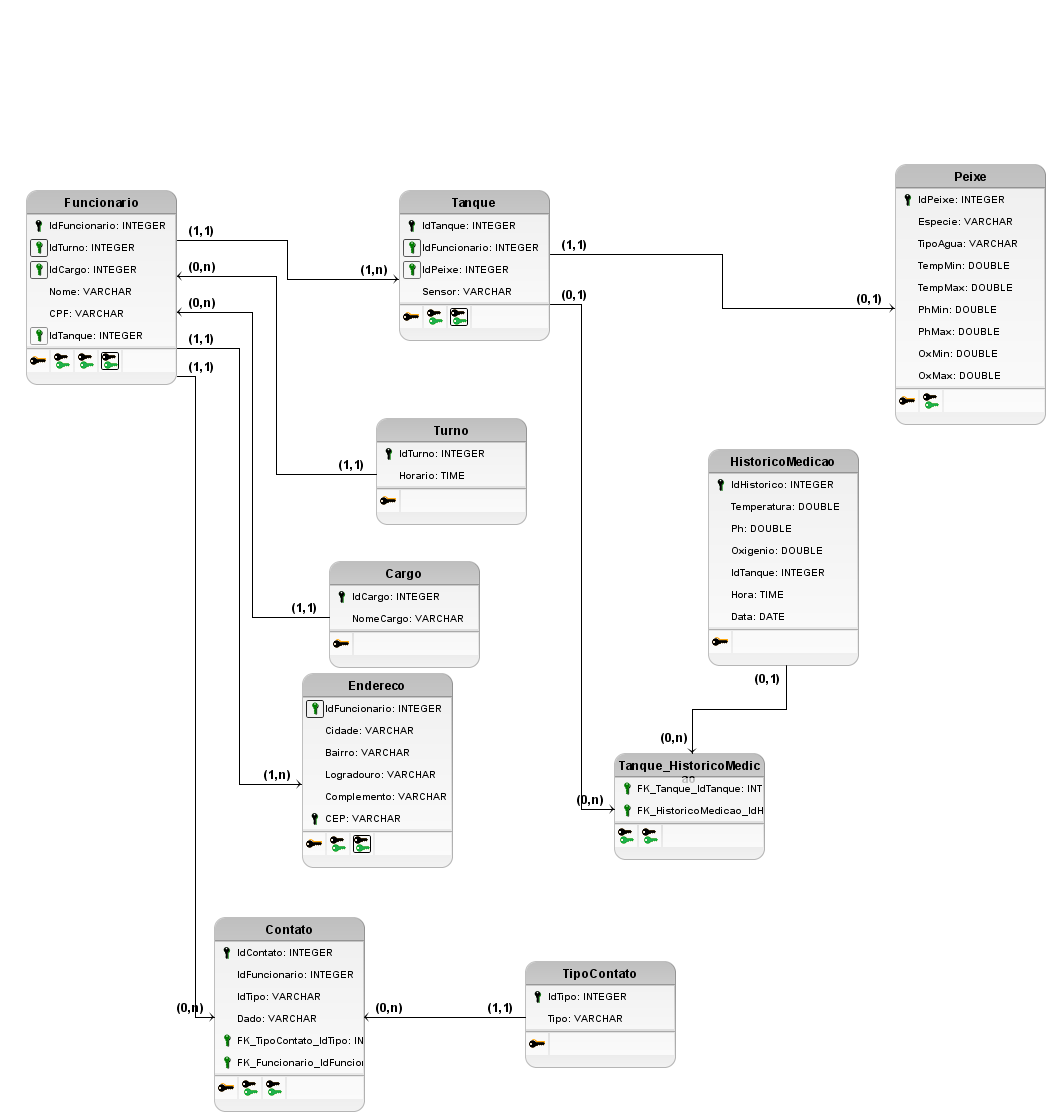 Funcionario
IdFuncionario: INTEGER
IdTurno: INTEGER
IdCargo: INTEGER
Nome: VARCHAR
CPF: VARCHAR
IdTanque: INTEGER
(1,1)
(0,n)
(0,n)
(1,1)
(1,1)
(1,n)
Tanque
IdTanque: INTEGER
IdFuncionario: INTEGER
IdPeixe: INTEGER
Sensor: VARCHAR
(1,1)
(0,1)
(0,1)
Peixe
IdPeixe: INTEGER
Especie: VARCHAR
TipoAgua: VARCHAR
TempMin: DOUBLE
TempMax: DOUBLE
PhMin: DOUBLE
PhMax: DOUBLE
OxMin: DOUBLE
OxMax: DOUBLE
Turno
IdTurno: INTEGER
Horario: TIME
(1,1)
HistoricoMedicao
IdHistorico: INTEGER
Temperatura: DOUBLE
Ph: DOUBLE
Oxigenio: DOUBLE
IdTanque: INTEGER
Hora: TIME
Data: DATE
(0,1)
(0,n)
Cargo
IdCargo: INTEGER
NomeCargo: VARCHAR
(1,1)
Endereco
IdFuncionario: INTEGER
Cidade: VARCHAR
Bairro: VARCHAR
Logradouro: VARCHAR
Complemento: VARCHAR
CEP: VARCHAR
(1,n)
Tanque_HistoricoMedic
ao
FK_Tanque_IdTanque: INT
FK_HistoricoMedicao_IdH
(0,n)
Contato
IdContato: INTEGER
IdFuncionario: INTEGER
IdTipo: VARCHAR
Dado: VARCHAR
FK_TipoContato_IdTipo: IN
FK_Funcionario_IdFuncion
(0,n)
(0,n)
(1,1)
TipoContato
IdTipo: INTEGER
Tipo: VARCHAR